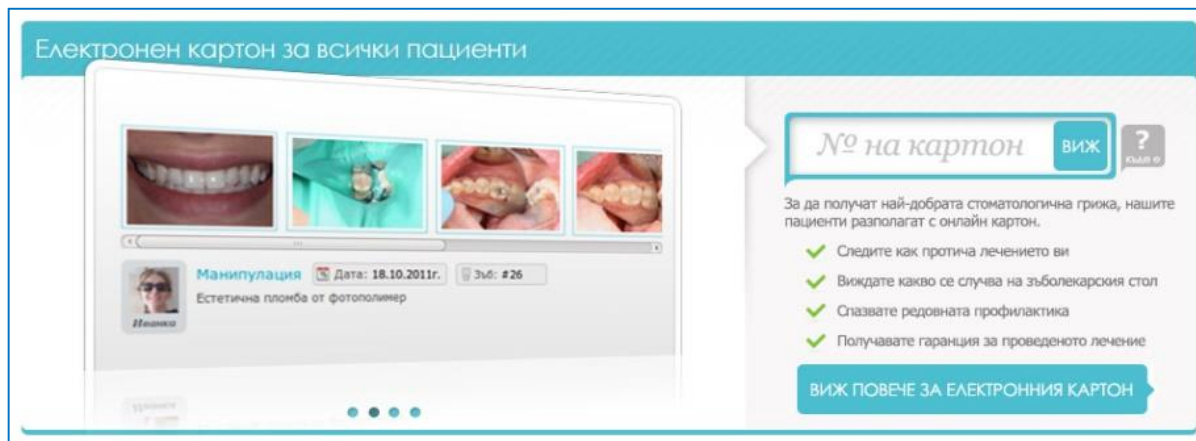 Електронен картон за всички пациенти
Манипулация Дата: 18.10.2011г. Зъб: #26
Естетична пломба от фотополимер
Иванка
№ на картон ВИЖ ?
КЪДЕ Е
За да получат най-добрата стоматологична грижа, нашите
пациенти разполагат с онлайн картон.
Следите как протича лечението ви
Виждате какво се случва на зъболекарския стол
Спазвате редовната профилактика
Получавате гаранция за проведеното лечение
ВИЖ ПОВЕЧЕ ЗА ЕЛЕКТРОННИЯ КАРТОН